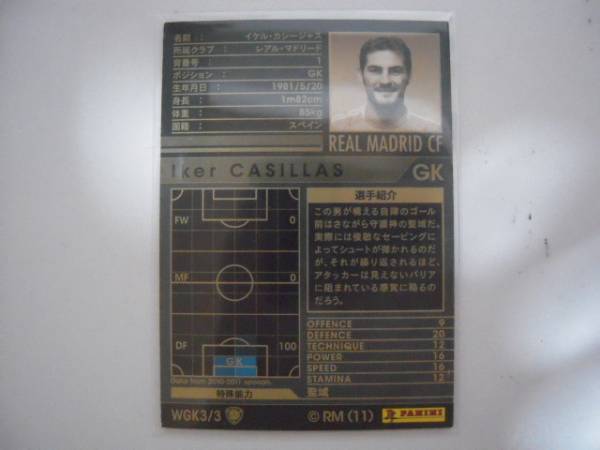 名前 : イケル・カシージャス
所属クラブ : レアル・マドリード
背番号 : 1
ポジション : GK
生年月日 : 1981/5/20
身長 : 1m82cm
体重 : 85kg
国籍 : スペイン
REAL MADRID CF
Iker CASILLAS GK
FW 0
MF 0
DF 100
GK
Data from 2010-2011 season.
特殊能力
選手紹介
この男が構える自陣のゴール
前はさながら守護神の聖域だ。
実際には俊敏なセービングに
よってシュートが弾かれるのだ
が、それが繰り返されるほど、
アタッカーは見えないバリア
に阻まれている感覚に陥るの
だろう。
OFFENCE 9
DEFENCE 20
TECHNIQUE 12
POWER 16
SPEED 16
STAMINA 12
聖域
WGK3/3
© RM (11)
PANINI